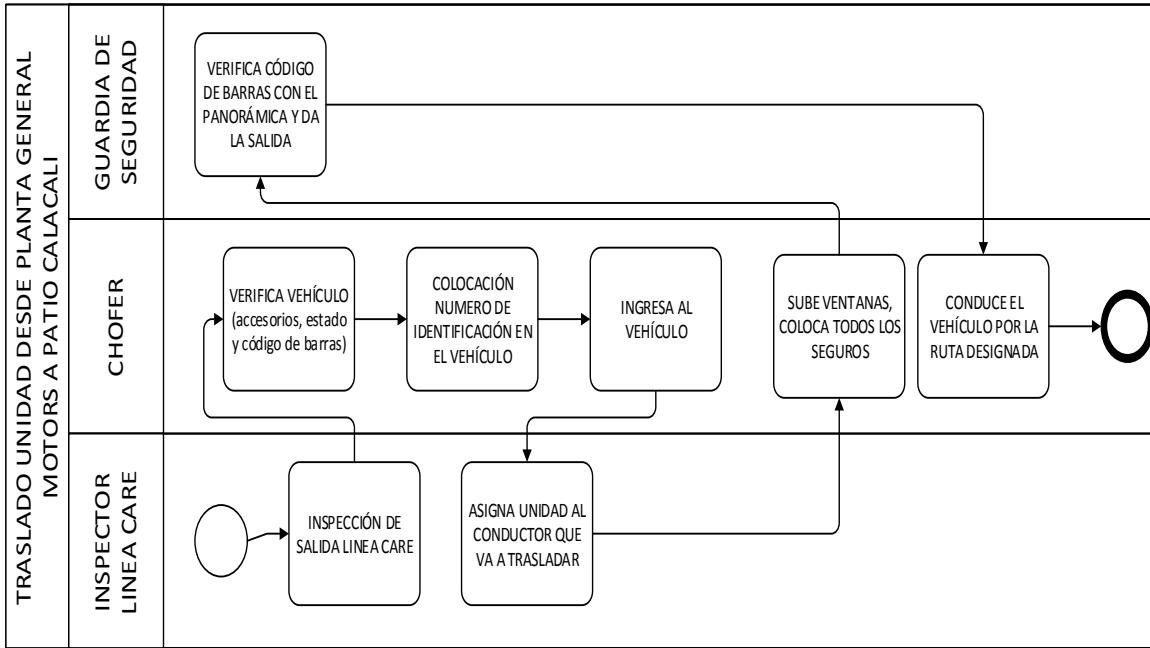 TRASLADO UNIDAD DESDE PLANTA GENERAL
MOTORS A PATIO CALACALI
GUARDIA DE
SEGURIDAD
VERIFICA CÓDIGO
DE BARRAS CON EL
PANORÁMICA Y DA
LA SALIDA
CHOFER
VERIFICA VEHÍCULO
(accesorios, estado
y código de barras)
COLOCACIÓN
NUMERO DE
IDENTIFICACIÓN EN
EL VEHÍCULO
INGRESA AL
VEHÍCULO
SUBE VENTANAS,
COLOCA TODOS LOS
SEGUROS
CONDUCE EL
VEHÍCULO POR LA
RUTA DESIGNADA
INSPECTOR
LINEA CARE
INSPECCIÓN DE
SALIDA LINEA CARE
ASIGNA UNIDAD AL
CONDUCTOR QUE
VA A TRASLADAR